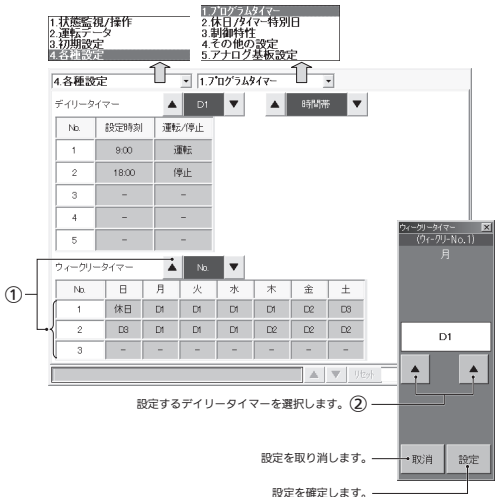 1.状態監視/操作
2.運転データ
3.初期設定
4.各種設定
1.プログラムタイマー
2.休日/タイマー特別日
3.制御特性
4.その他の設定
5.アナログ基板設定
4.各種設定 1.プログラムタイマー
デイリータイマー ▲ D1 ▼ ▲ 時間帯 ▼
No. 設定時刻 運転/停止
1 9:00 運転
2 18:00 停止
3 － －
4 － －
5 － －
ウィークリータイマー ▲ No. ▼
No. 日 月 火 水 木 金 土
1 休日 D1 D1 D1 D1 D2 D3
2 D3 D1 D1 D1 D2 D2 D2
3 － － － － － － －
▲ ▼ リセット
①
ウィークリータイマー
(ウィークリーNo.1)
月
D1
▲ ▲
取消 設定
設定するデイリータイマーを選択します。②
設定を取り消します。
設定を確定します。